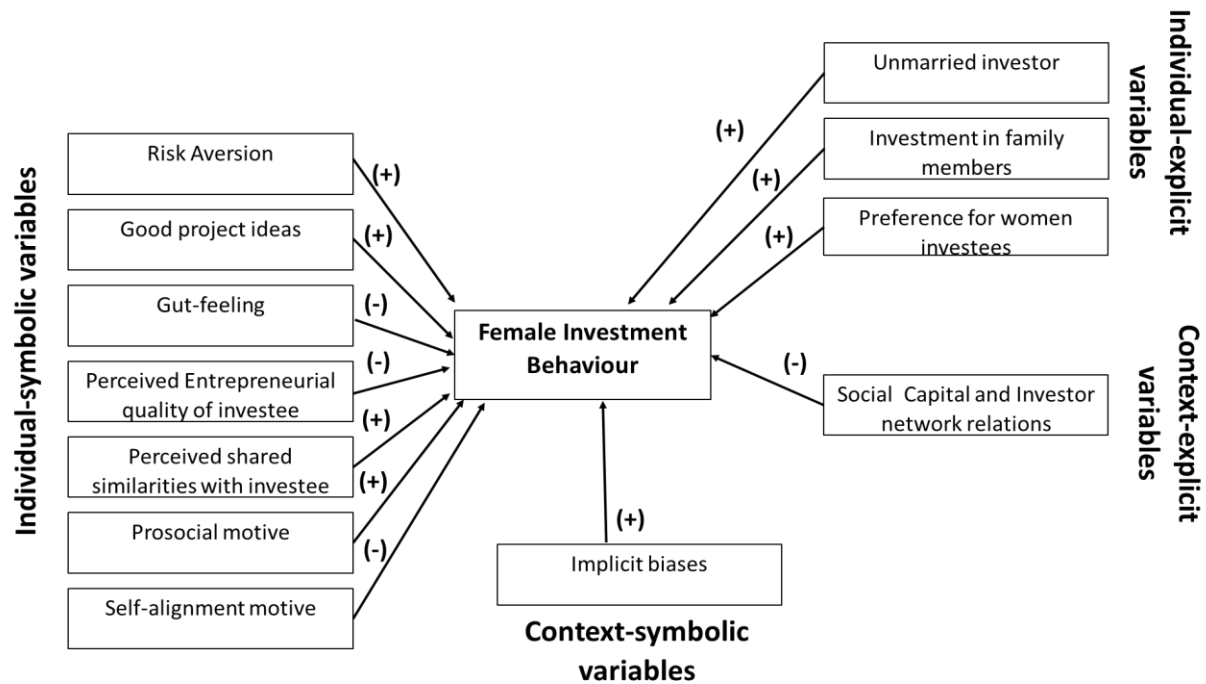 Individual-symbolic variables
Risk Aversion
(+)
Good project ideas
(+)
Gut-feeling
(-)
Perceived Entrepreneurial
quality of investee
(-)
Perceived shared
similarities with investee
(+)
Prosocial motive
(+)
Self-alignment motive
(-)
Female Investment
Behaviour
(+)
Implicit biases
Context-symbolic
variables
Unmarried investor
(+)
Investment in family
members
(+)
Preference for women
investees
(+)
Individual-explicit
variables
Social  Capital and Investor
network relations
(-)
Context-explicit
variables